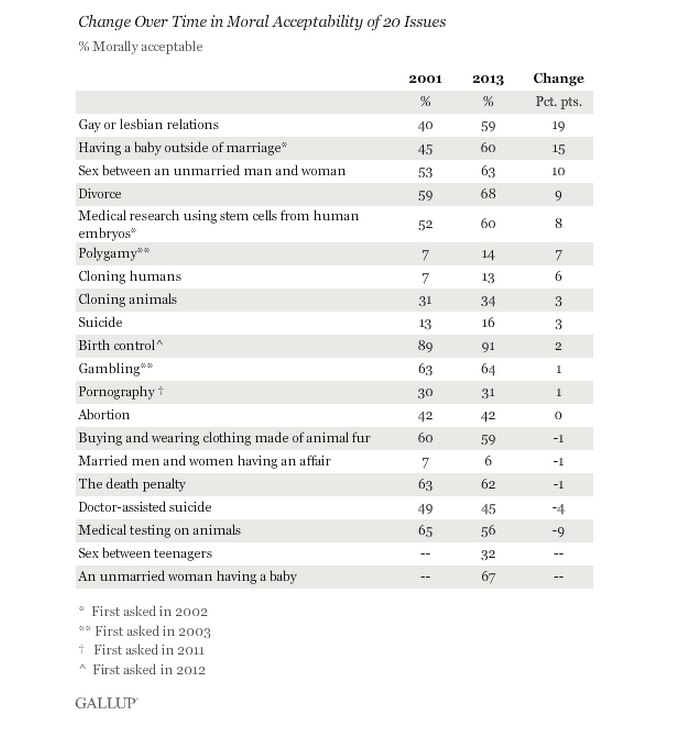 Change Over Time in Moral Acceptability of 20 Issues
% Morally acceptable
2001 2013 Change
% % Pct. pts.
Gay or lesbian relations 40 59 19
Having a baby outside of marriage* 45 60 15
Sex between an unmarried man and woman 53 63 10
Divorce 59 68 9
Medical research using stem cells from human
embryos* 52 60 8
Polygamy** 7 14 7
Cloning humans 7 13 6
Cloning animals 31 34 3
Suicide 13 16 3
Birth control^ 89 91 2
Gambling** 63 64 1
Pornography † 30 31 1
Abortion 42 42 0
Buying and wearing clothing made of animal fur 60 59 -1
Married men and women having an affair 7 6 -1
The death penalty 63 62 -1
Doctor-assisted suicide 49 45 -4
Medical testing on animals 65 56 -9
Sex between teenagers -- 32 --
An unmarried woman having a baby -- 67 --
* First asked in 2002
** First asked in 2003
† First asked in 2011
^ First asked in 2012
GALLUP